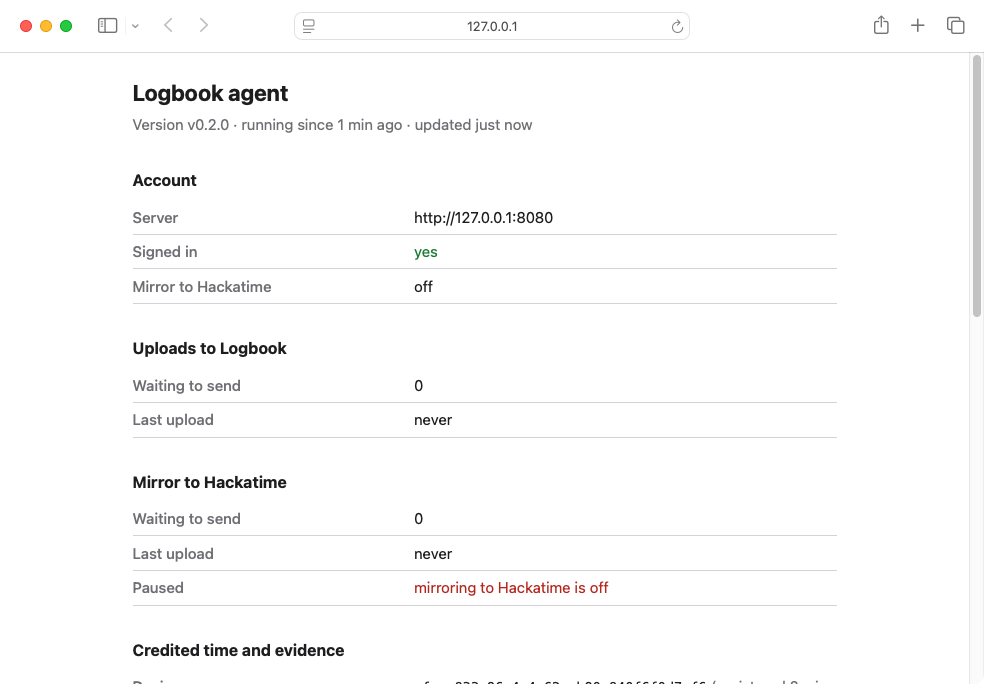 127.0.0.1
Logbook agent
Version v0.2.0 · running since 1 min ago · updated just now
Account
Server http://127.0.0.1:8080
Signed in yes
Mirror to Hackatime off
Uploads to Logbook
Waiting to send 0
Last upload never
Mirror to Hackatime
Waiting to send 0
Last upload never
Paused mirroring to Hackatime is off
Credited time and evidence